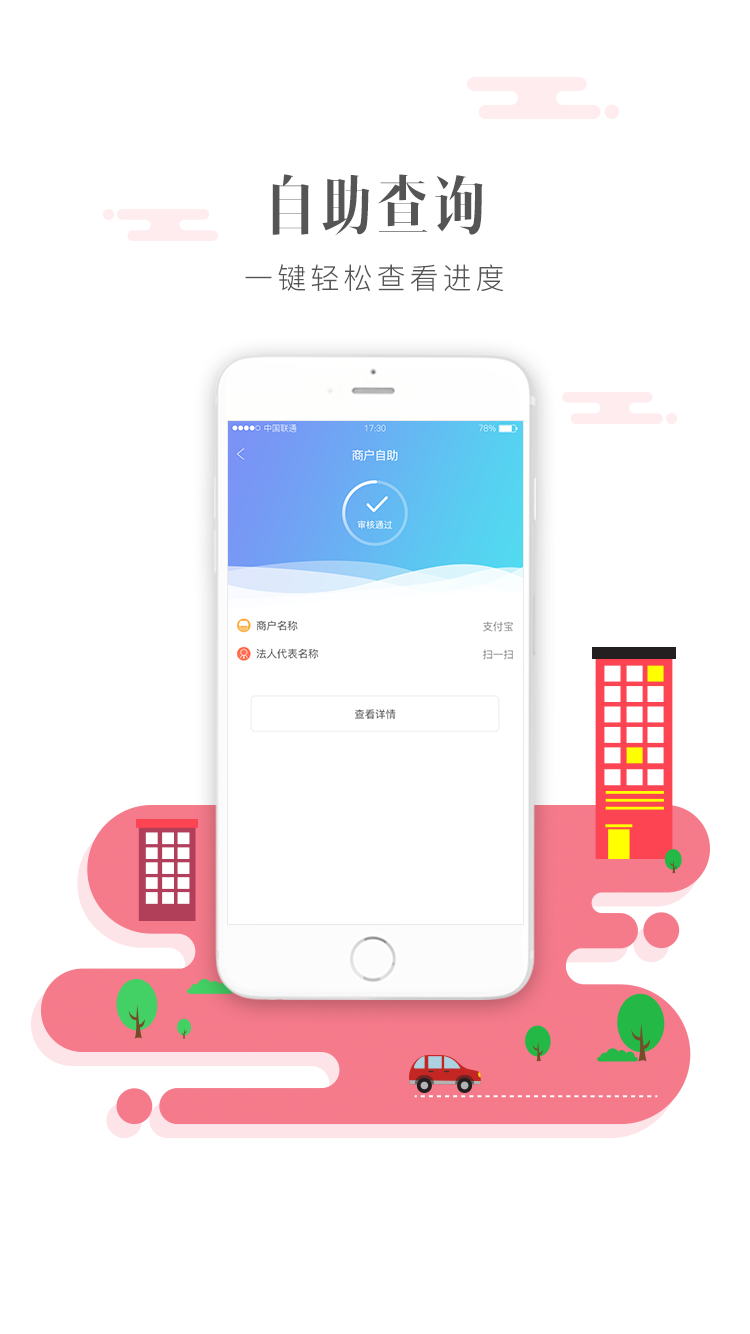 自助查询
一键轻松查看进度
中国联通 17:30 78%
商户自助
审核通过
商户名称 支付宝
法人代表名称 扫一扫
查看详情